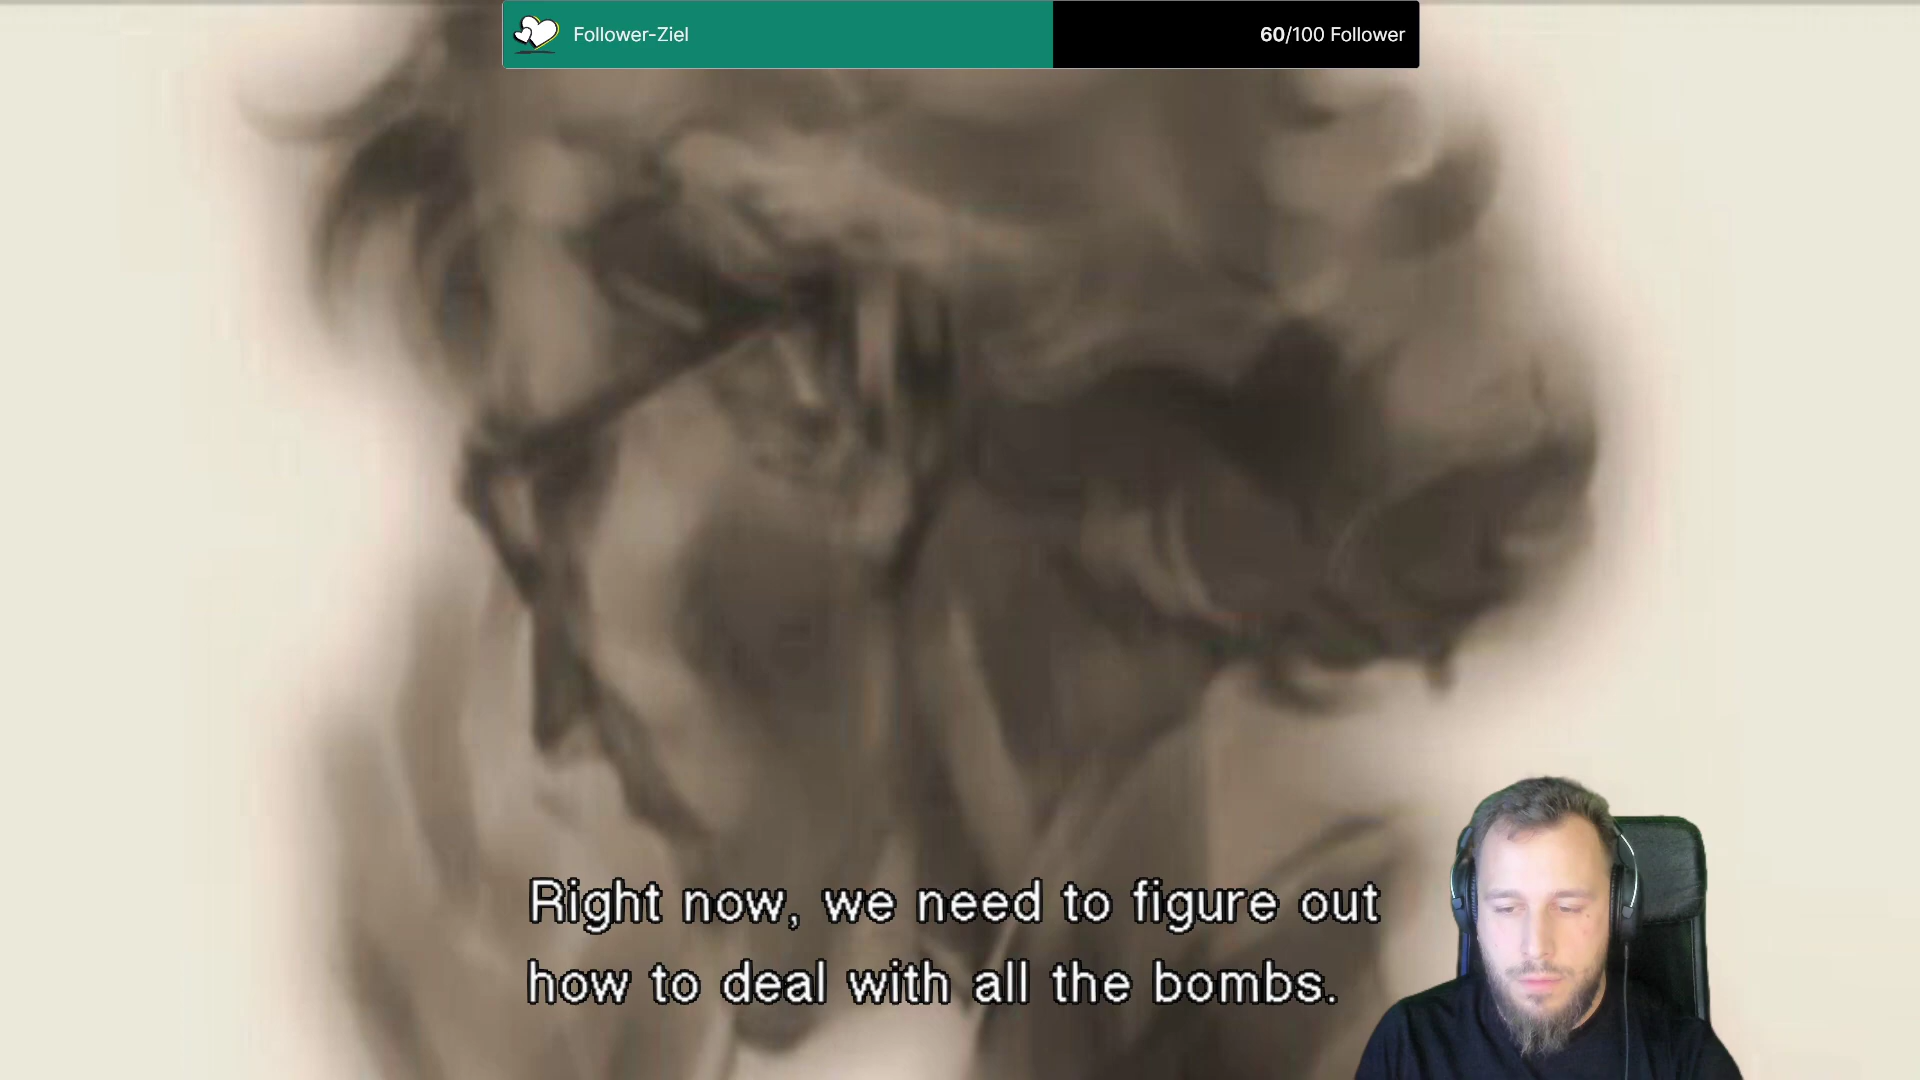 Follower-Ziel
60/100 Follower
Right now, we need to figure out
how to deal with all the bombs.